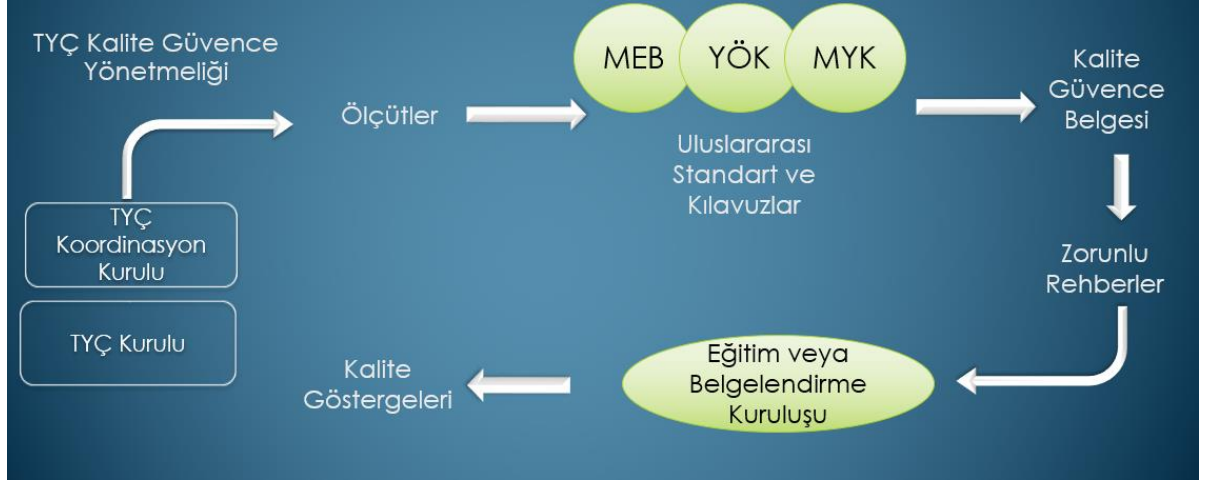 TYÇ Kalite Güvence
Yönetmeliği
TYÇ
Koordinasyon
Kurulu
TYÇ Kurulu
Ölçütler
MEB
YÖK
MYK
Uluslararası
Standart ve
Kılavuzlar
Kalite
Güvence
Belgesi
Zorunlu
Rehberler
Eğitim veya
Belgelendirme
Kuruluşu
Kalite
Göstergeleri